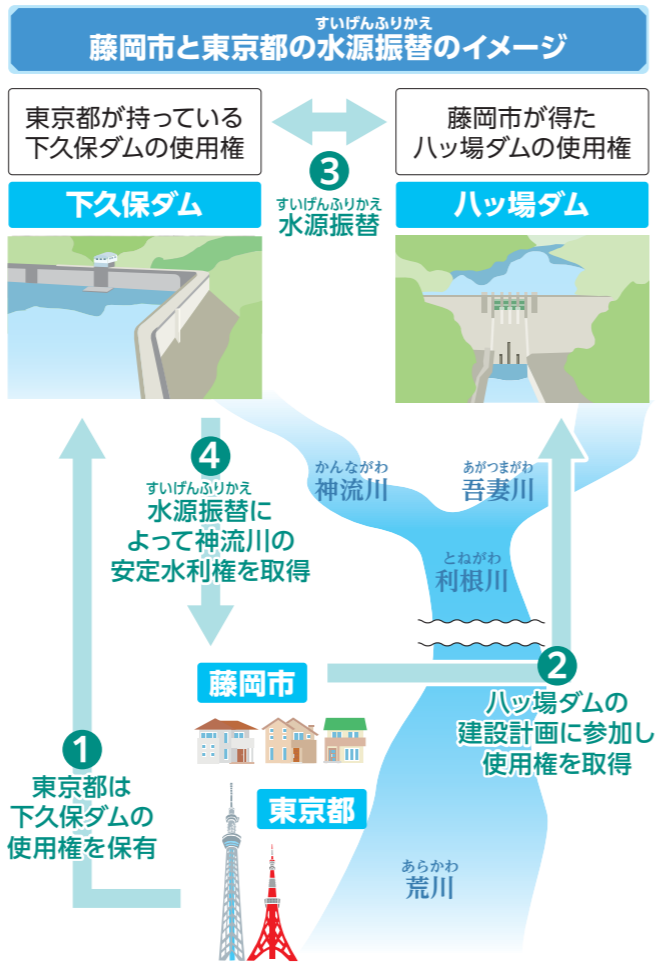 すいげんふりかえ
藤岡市と東京都の水源振替のイメージ
東京都が持っている
下久保ダムの使用権
藤岡市が得た
八ッ場ダムの使用権
3
すいげんふりかえ
水源振替
下久保ダム
八ッ場ダム
4
すいげんふりかえ
水源振替に
よって神流川の
安定水利権を取得
かんながわ
神流川
あがつまがわ
吾妻川
とねがわ
利根川
藤岡市
2
八ッ場ダムの
建設計画に参加し
使用権を取得
1
東京都は
下久保ダムの
使用権を保有
東京都
あらかわ
荒川